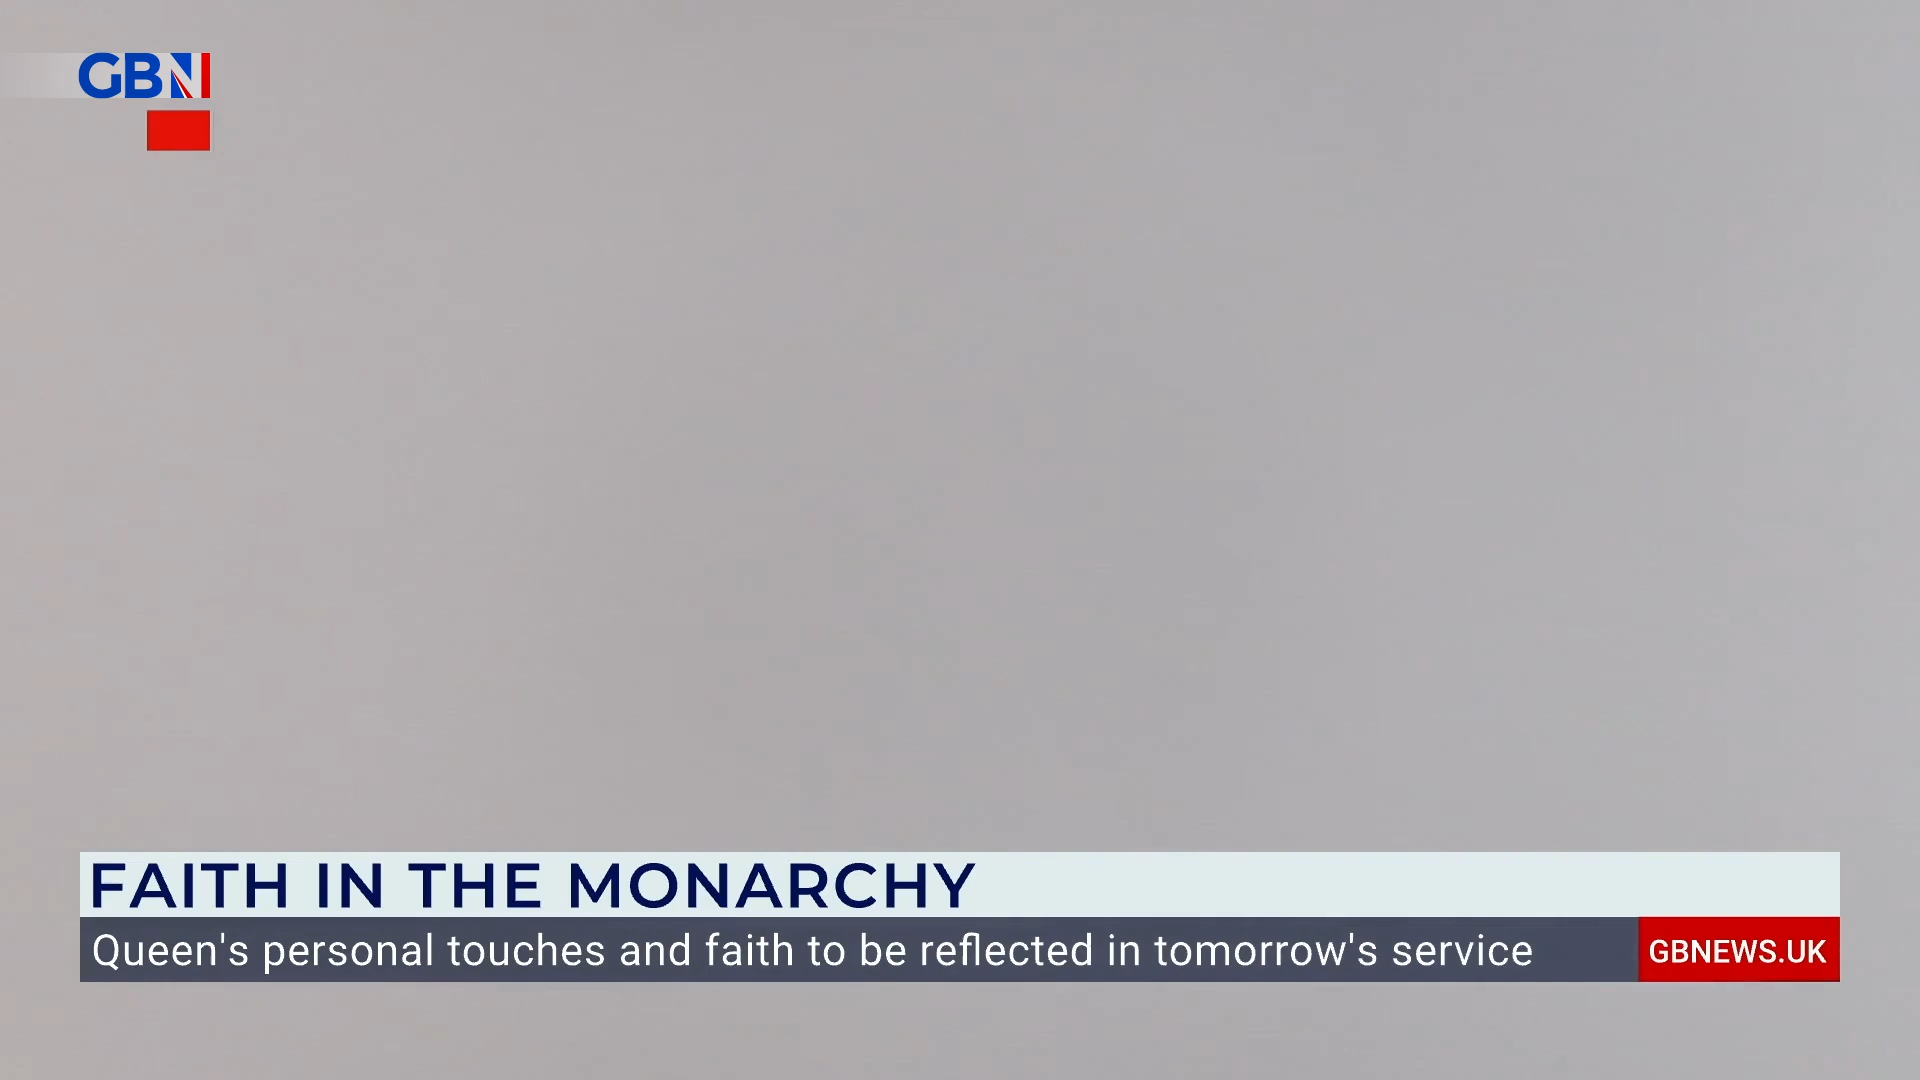 GBN
FAITH IN THE MONARCHY
Queen's personal touches and faith to be reflected in tomorrow's service
GBNEWS.UK